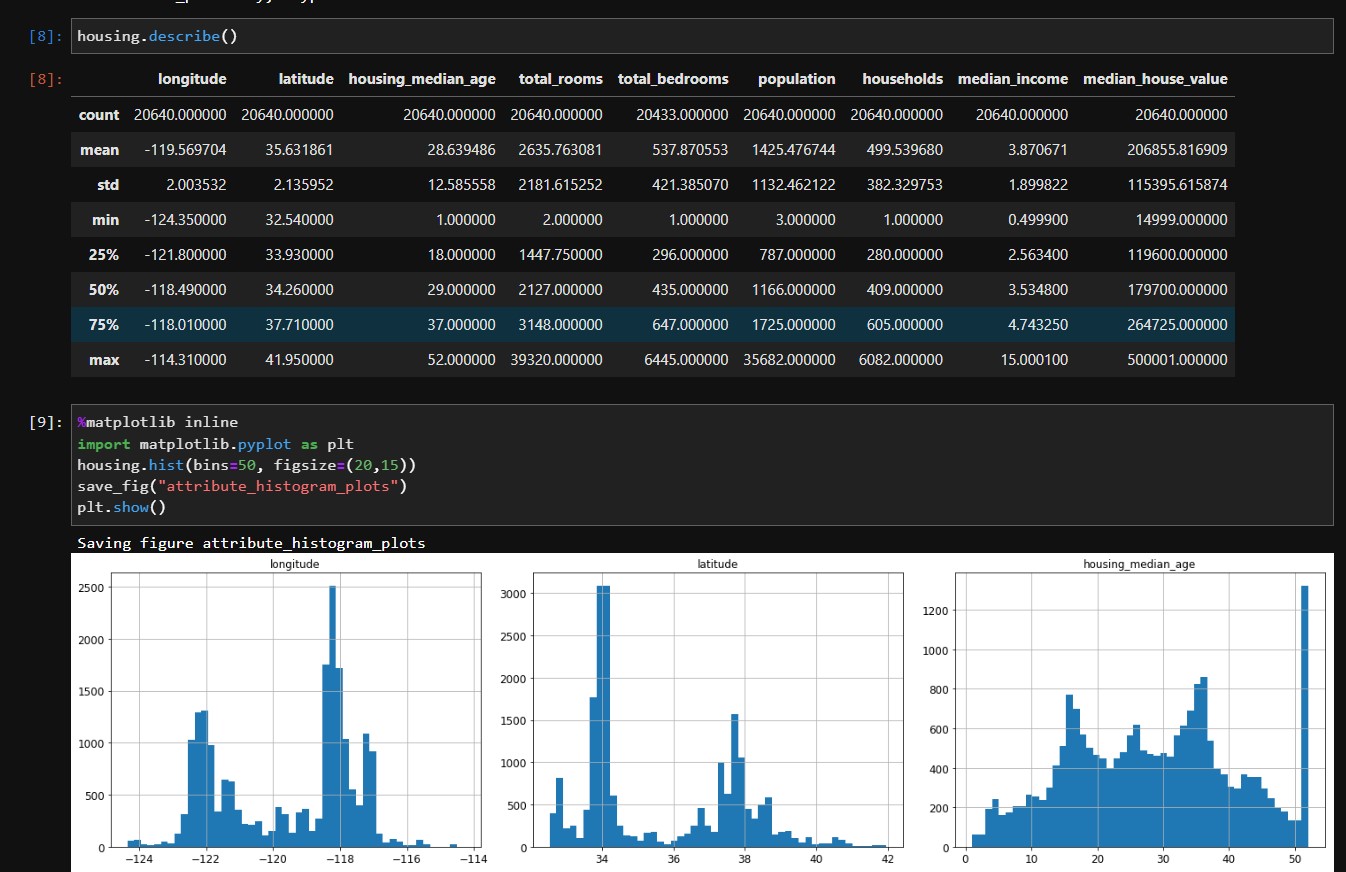 [8]: housing.describe()
[8]: longitude latitude housing_median_age total_rooms total_bedrooms population households median_income median_house_value
count 20640.000000 20640.000000 20640.000000 20640.000000 20433.000000 20640.000000 20640.000000 20640.000000 20640.000000
mean -119.569704 35.631861 28.639486 2635.763081 537.870553 1425.476744 499.539680 3.870671 206855.816909
std 2.003532 2.135952 12.585558 2181.615252 421.385070 1132.462122 382.329753 1.899822 115395.615874
min -124.350000 32.540000 1.000000 2.000000 1.000000 3.000000 1.000000 0.499900 14999.000000
25% -121.800000 33.930000 18.000000 1447.750000 296.000000 787.000000 280.000000 2.563400 119600.000000
50% -118.490000 34.260000 29.000000 2127.000000 435.000000 1166.000000 409.000000 3.534800 179700.000000
75% -118.010000 37.710000 37.000000 3148.000000 647.000000 1725.000000 605.000000 4.743250 264725.000000
max -114.310000 41.950000 52.000000 39320.000000 6445.000000 35682.000000 6082.000000 15.000100 500001.000000
[9]: %matplotlib inline
import matplotlib.pyplot as plt
housing.hist(bins=50, figsize=(20,15))
save_fig("attribute_histogram_plots")
plt.show()
Saving figure attribute_histogram_plots
longitude
2500
2000
1500
1000
500
0
−124 −122 −120 −118 −116 −114
latitude
3000
2500
2000
1500
1000
500
0
34 36 38 40 42
housing_median_age
1200
1000
800
600
400
200
0
0 10 20 30 40 50